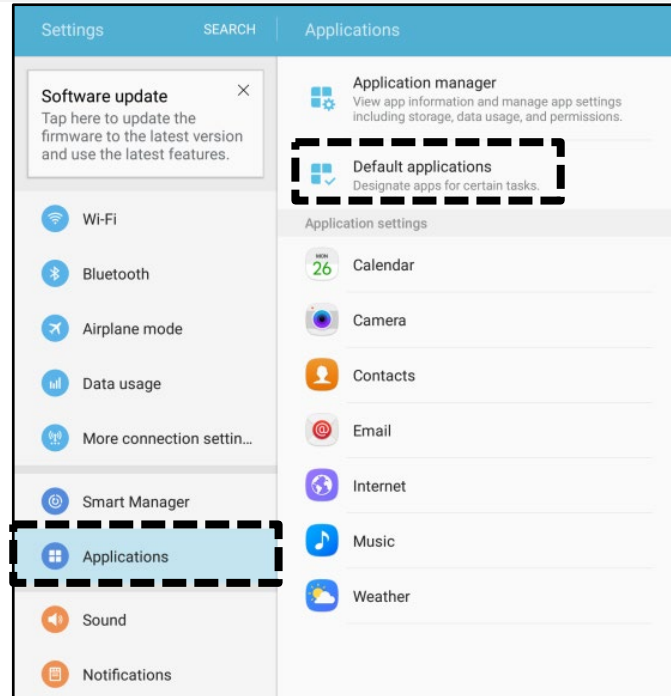 Settings
SEARCH
Applications
Software update
Tap here to update the
firmware to the latest version
and use the latest features.
Wi-Fi
Bluetooth
Airplane mode
Data usage
More connection settin...
Smart Manager
Applications
Sound
Notifications
Application manager
View app information and manage app settings
including storage, data usage, and permissions.
Default applications
Designate apps for certain tasks.
Application settings
MON
26
Calendar
Camera
Contacts
@
Email
Internet
Music
Weather